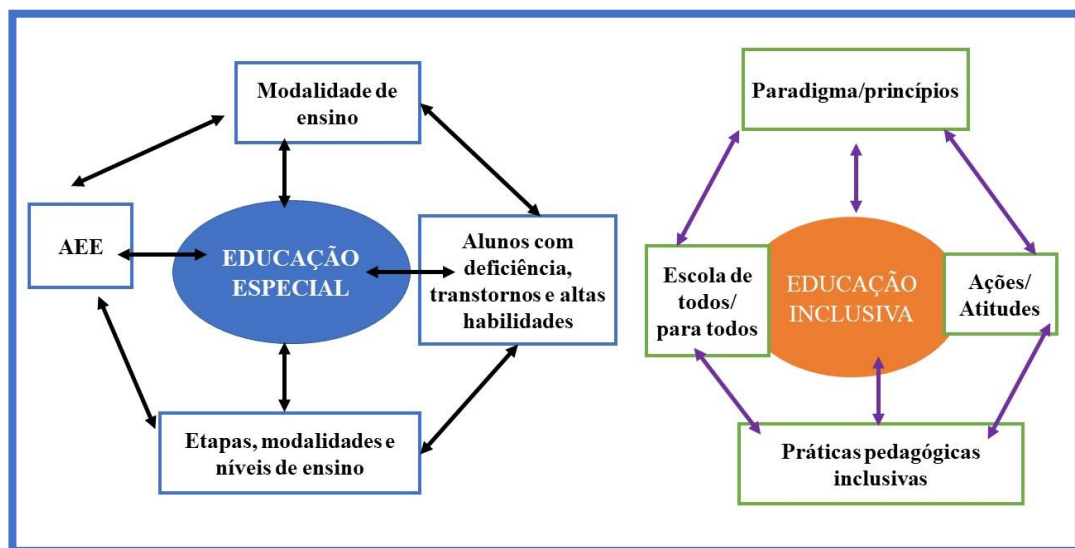 Modalidade de
ensino
AEE
EDUCAÇÃO
ESPECIAL
Alunos com
deficiência,
transtornos e altas
habilidades
Etapas, modalidades e
níveis de ensino
Paradigma/princípios
Escola de
todos/
para todos
EDUCAÇÃO
INCLUSIVA
Ações/
Atitudes
Práticas pedagógicas
inclusivas